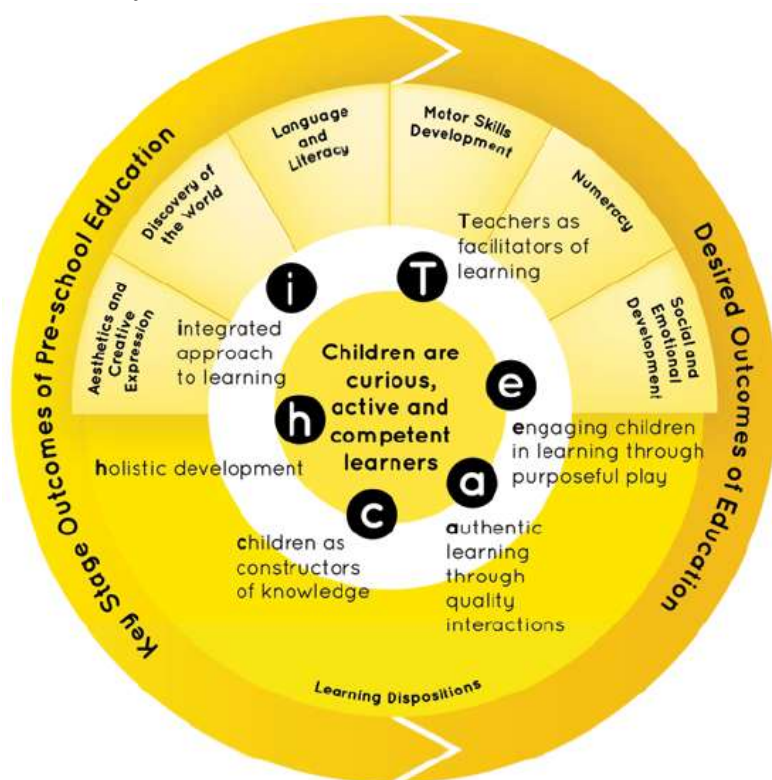 Key Stage Outcomes of Pre-school Education
Desired Outcomes of Education
Aesthetics and
Creative
Expression
Discovery of
the World
Language
and
Literacy
Motor Skills
Development
Numeracy
Social and
Emotional
Development
i
integrated
approach
to learning
T
Teachers as
facilitators of
learning
e
engaging children
in learning through
purposeful play
a
authentic
learning
through
quality
interactions
c
children as
constructors
of knowledge
h
holistic development
Children are
curious,
active and
competent
learners
Learning Dispositions